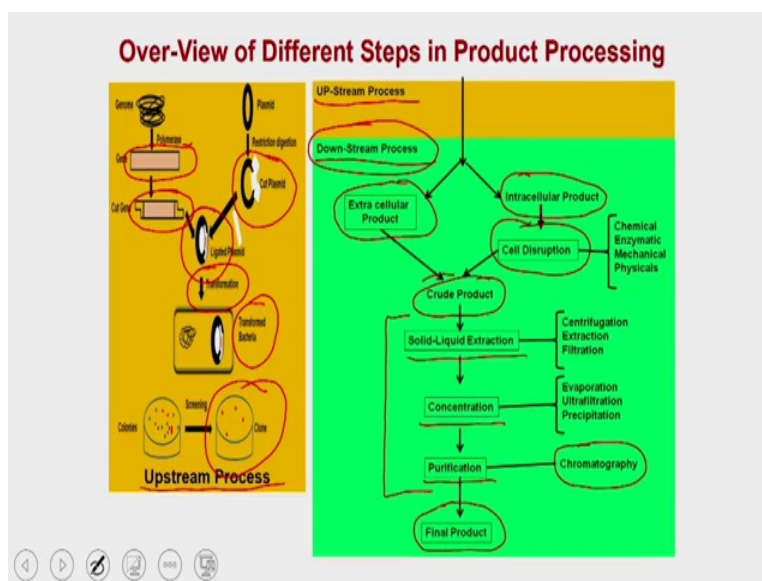 Over-View of Different Steps in Product Processing
Genome
Plasmid
Polymerase
Restriction digestion
Gene
Cut Plasmid
Cut Gene
Ligated Plasmid
Transformation
Transformed
Bacteria
Screening
Colonies
Clone
Upstream Process
UP-Stream Process
Down-Stream Process
Extra cellular
Product
Intracellular Product
Cell Disruption
Chemical
Enzymatic
Mechanical
Physicals
Crude Product
Solid-Liquid Extraction
Centrifugation
Extraction
Filtration
Concentration
Evaporation
Ultrafiltration
Precipitation
Purification
Chromatography
Final Product